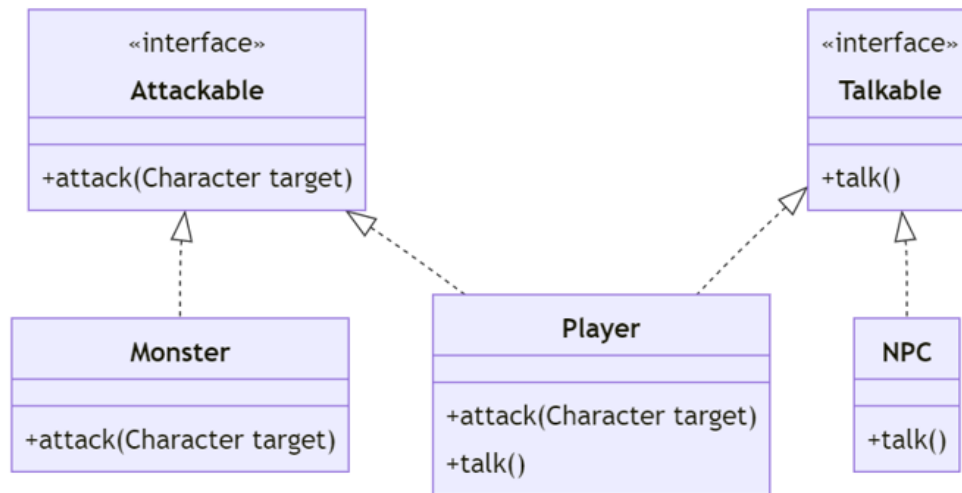 «interface»
Attackable
+attack(Character target)
«interface»
Talkable
+talk()
Monster
+attack(Character target)
Player
+attack(Character target)
+talk()
NPC
+talk()